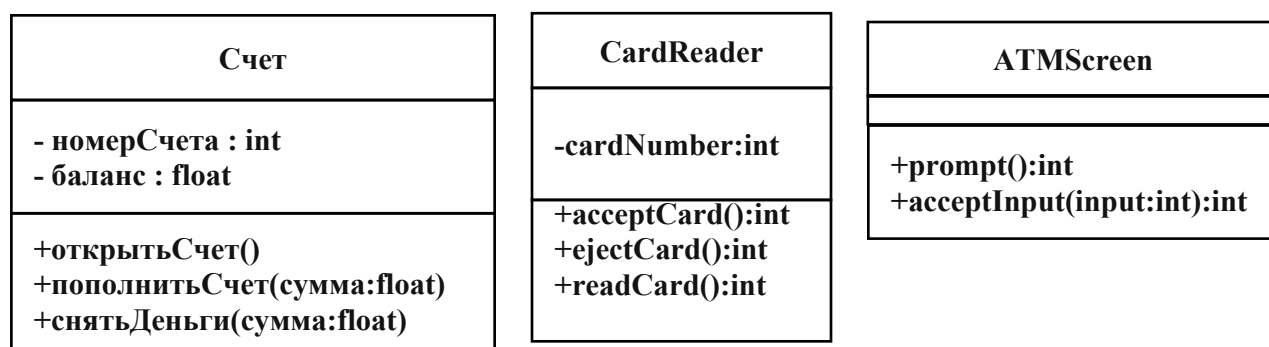 Счет
- номерСчета : int
- баланс : float
+открытьСчет()
+пополнитьСчет(сумма:float)
+снятьДеньги(сумма:float)
CardReader
-cardNumber:int
+acceptCard():int
+ejectCard():int
+readCard():int
ATMScreen
+prompt():int
+acceptInput(input:int):int